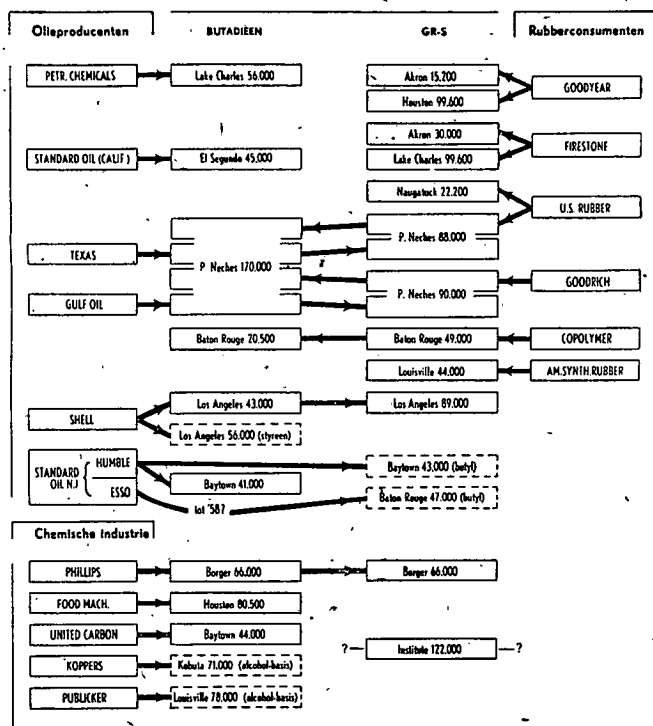 Olieproducenten BUTADIËEN GR-S Rubberconsumenten
PETR. CHEMICALS Lake Charles 56.000 Akron 15.200
GOODYEAR
Houston 99.600
Akron 30.000
STANDARD OIL (CALIF) El Segundo 45.000 Lake Charles 99.600 FIRESTONE
Naugatuck 22.200
U.S. RUBBER
P. Neches 88.000
TEXAS
P Neches 170.000
P. Neches 90.000 GOODRICH
GULF OIL
Baton Rouge 20.500 Baton Rouge 49.000 COPOLYMER
Louisville 44.000 AM.SYNTH.RUBBER
Los Angeles 43.000 Los Angeles 89.000
SHELL
Los Angeles 56.000 (styreen)
STANDARD OIL N.J HUMBLE Baytown 43.000 (butyl)
Baytown 41.000
ESSO Baton Rouge 47.000 (butyl)
tot '58?
Chemische industrie
PHILLIPS Borger 66.000 Borger 66.000
FOOD MACH. Houston 80.500
UNITED CARBON Baytown 44.000
? Institute 122.000 ?
KOPPERS Kobuta 71.000 (alcohol-basis)
PUBLICKER Louisville 78.000 (alcohol-basis)